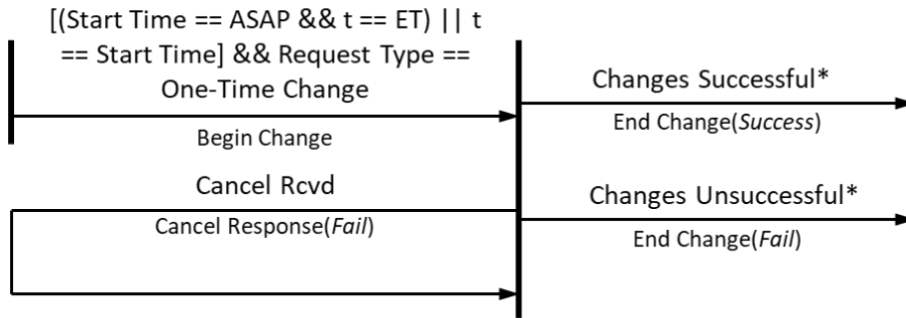 [(Start Time == ASAP && t == ET) || t
== Start Time] && Request Type ==
One-Time Change
Begin Change
Changes Successful*
End Change(Success)
Cancel Rcvd
Cancel Response(Fail)
Changes Unsuccessful*
End Change(Fail)